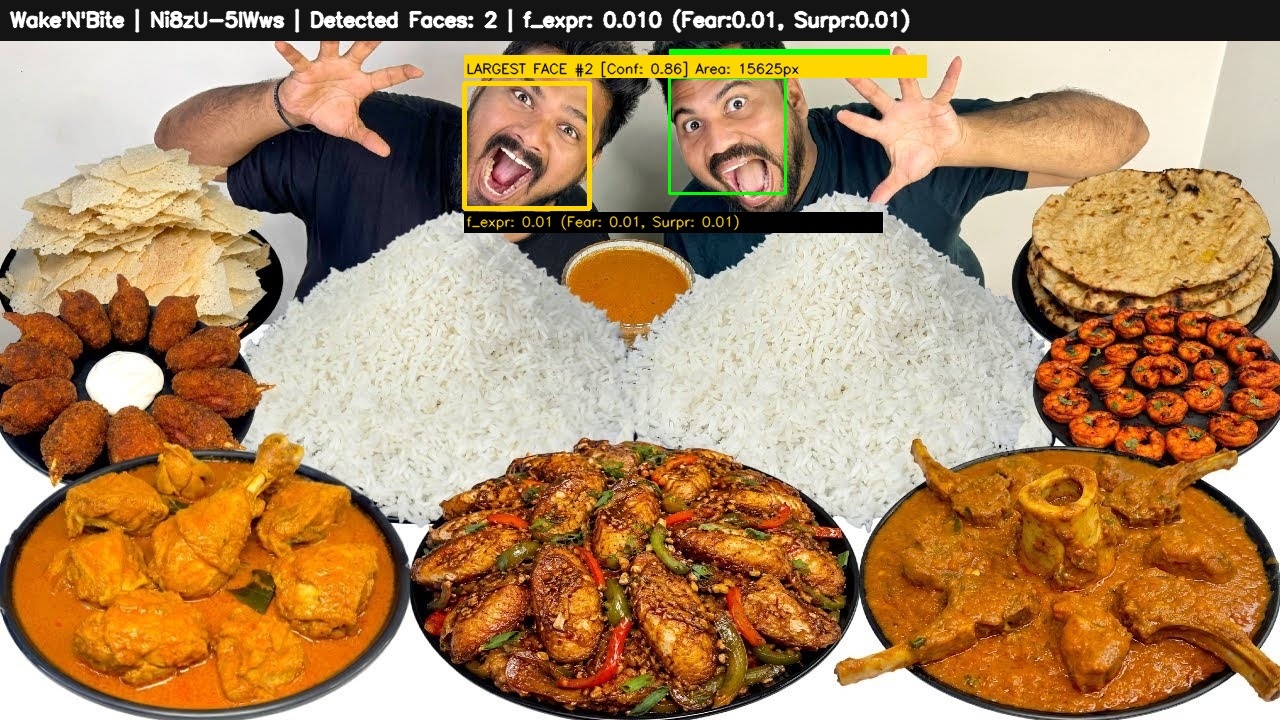 Wake'N'Bite | Ni8zU-5IWws | Detected Faces: 2 | f_expr: 0.010 (Fear:0.01, Surpr:0.01)
LARGEST FACE #2 [Conf: 0.86] Area: 15625px
f_expr: 0.01 (Fear: 0.01, Surpr: 0.01)